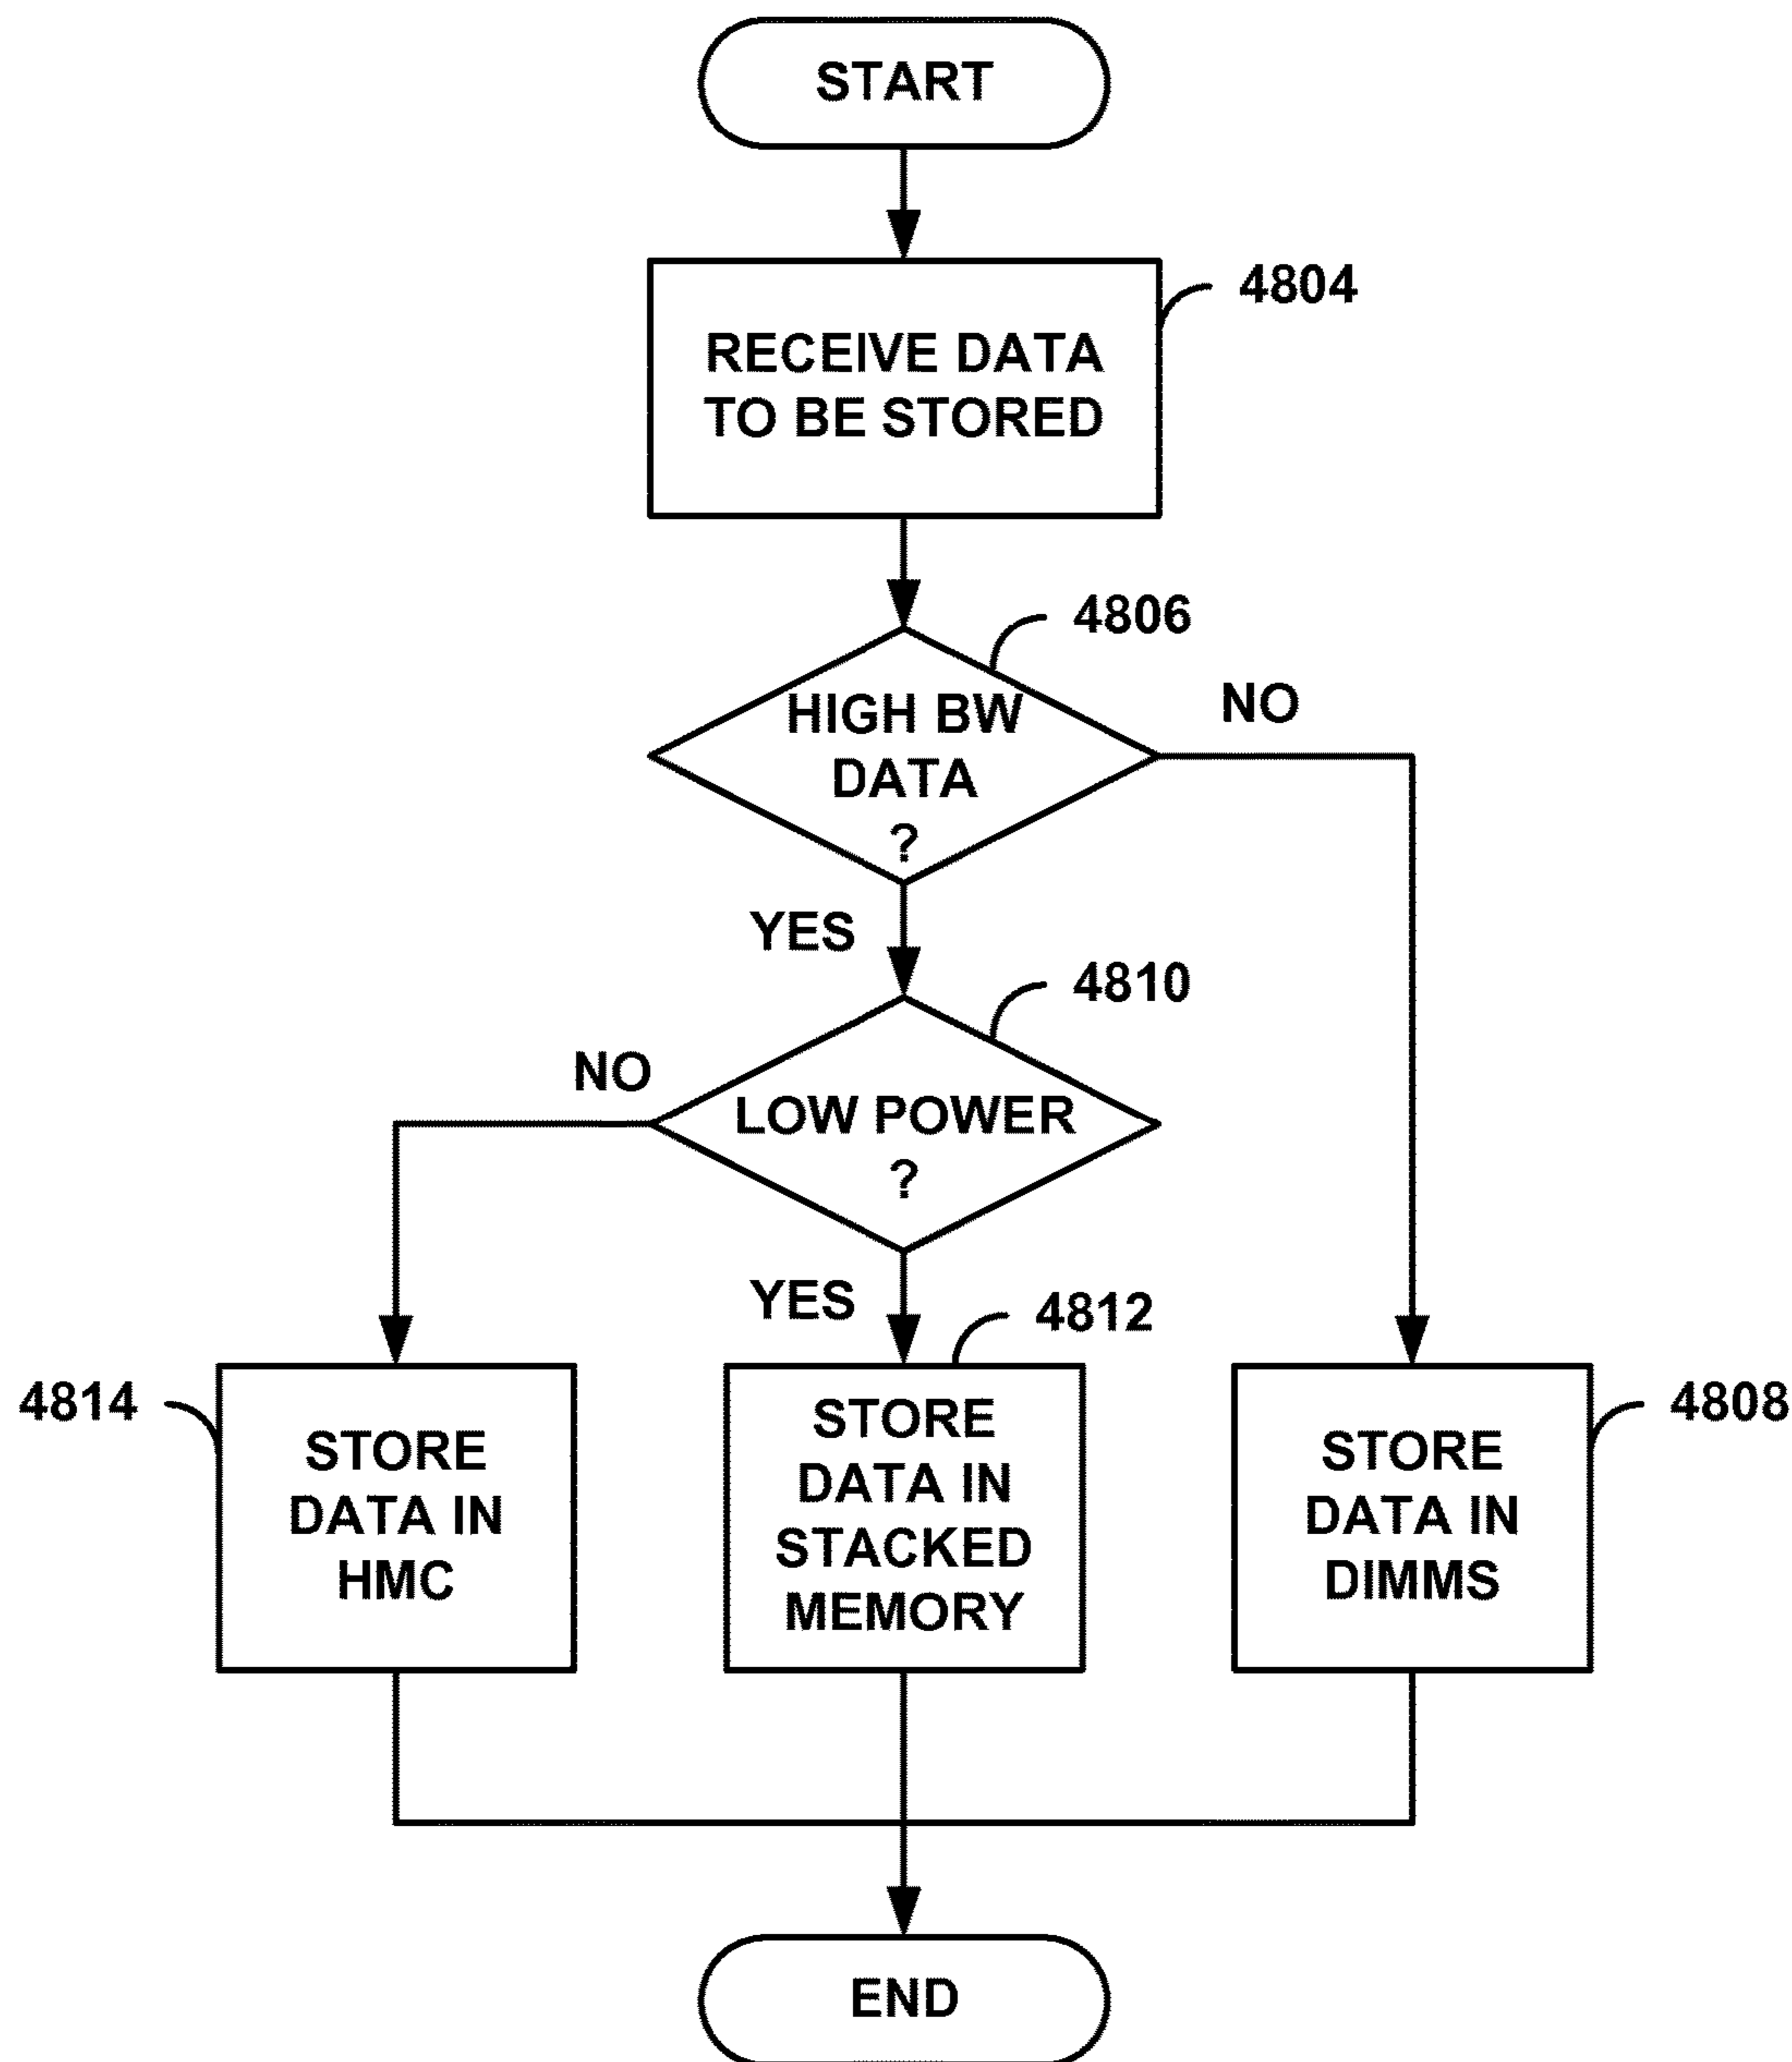 START
4804
RECEIVE DATA
TO BE STORED
4806
HIGH BW
DATA
?
NO
YES
4810
NO
LOW POWER
?
YES
4812
4814
STORE
DATA IN
HMC
STORE
DATA IN
STACKED
MEMORY
4808
STORE
DATA IN
DIMMS
END